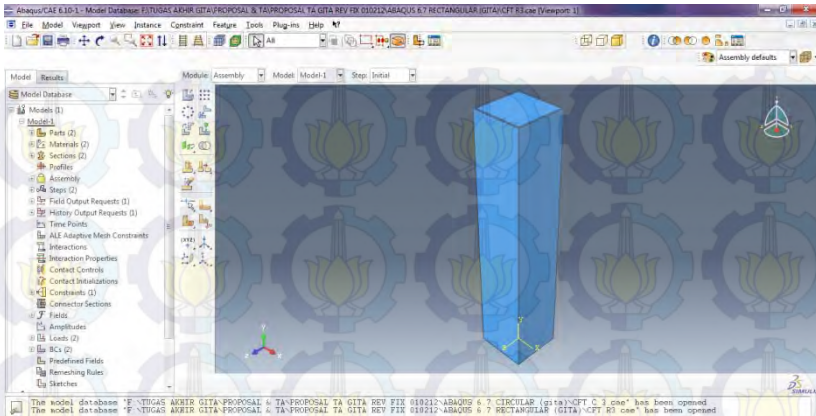 Abaqus/CAE 6.10-1 - Model Database: F:\TUGAS AKHIR GITA\PROPOSAL & TA\PROPOSAL TA GITA REV FIX 010212\ABAQUS 6.7 RECTANGULAR (GITA)\CFT R3.cae [Viewport: 1]
File Model Viewport View Instance Constraint Feature Tools Plug-ins Help
All
Assembly defaults
Model Results
Module: Assembly Model: Model-1 Step: Initial
Model Database
Models (1)
Model-1
Parts (2)
Materials (2)
Sections (2)
Profiles
Assembly
Steps (2)
Field Output Requests (1)
History Output Requests (1)
Time Points
ALE Adaptive Mesh Constraints
Interactions
Interaction Properties
Contact Controls
Contact Initializations
Constraints (1)
Connector Sections
Fields
Amplitudes
Loads (2)
BCs (2)
Predefined Fields
Remeshing Rules
Sketches
Y
Z
X
Y
Z
X
SIMULIA
The model database "F:\TUGAS AKHIR GITA\PROPOSAL & TA\PROPOSAL TA GITA REV FIX 010212\ABAQUS 6.7 CIRCULAR (gita)\CFT C 3.cae" has been opened.
The model database "F:\TUGAS AKHIR GITA\PROPOSAL & TA\PROPOSAL TA GITA REV FIX 010212\ABAQUS 6.7 RECTANGULAR (GITA)\CFT R3.cae" has been opened.